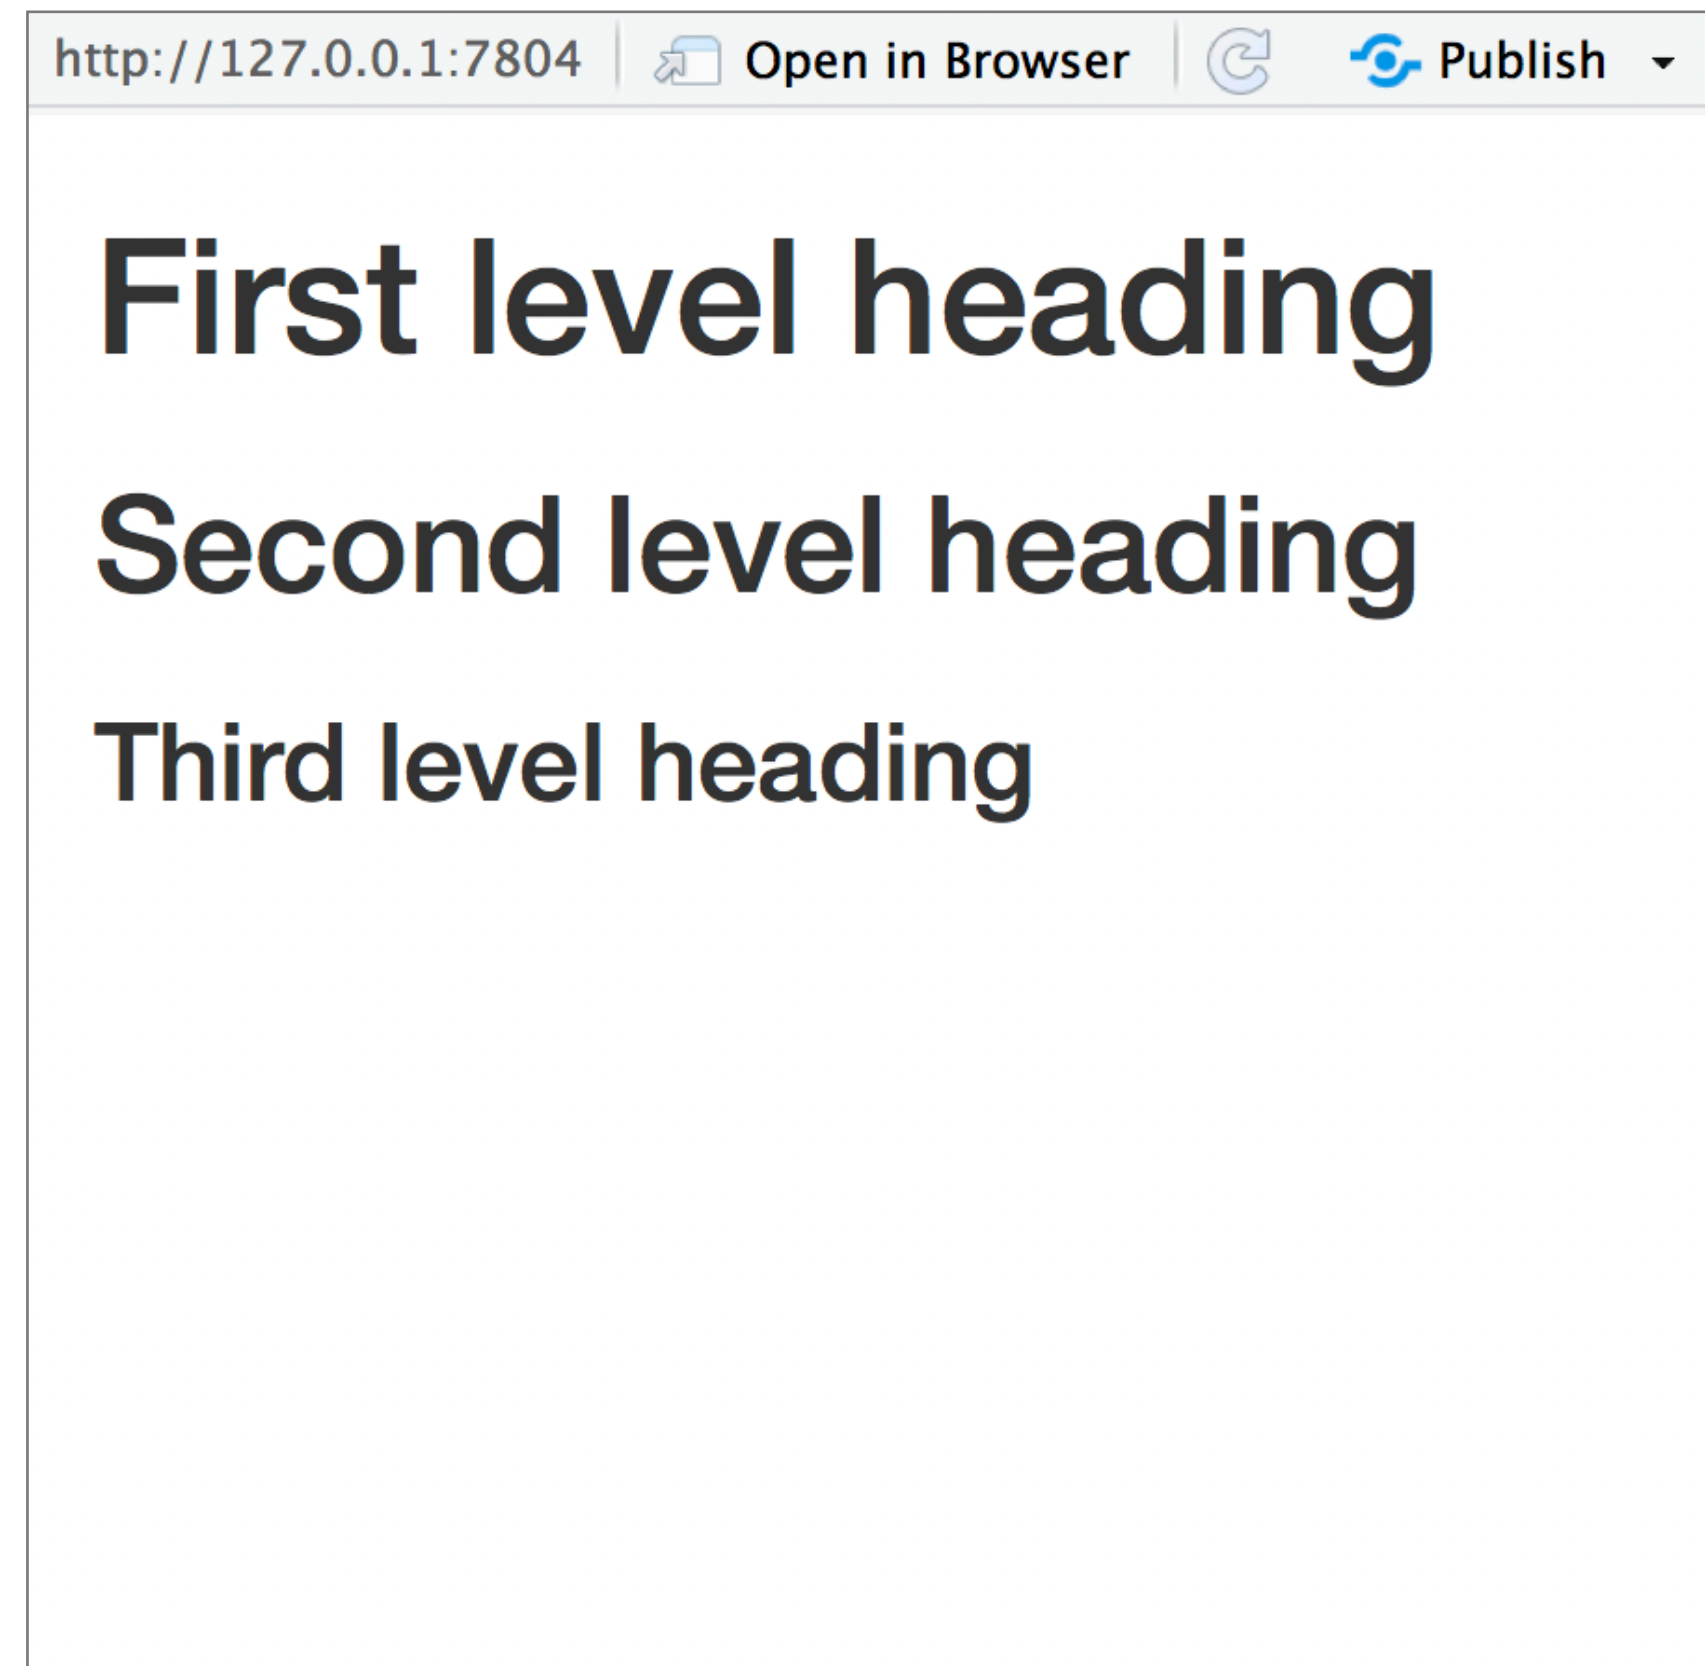 http://127.0.0.1:7804 Open in Browser Publish
First level heading
Second level heading
Third level heading